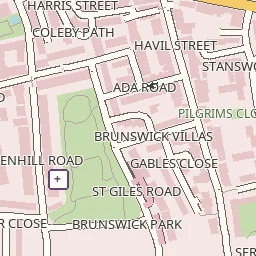 HARRIS STREET
COLEBY PATH
HAVIL STREET
STANSWO
ADA ROAD
PILGRIMS CLO
BRUNSWICK VILLAS
ENHILL ROAD
GABLES CLOSE
ST GILES ROAD
R CLOSE
BRUNSWICK PARK
SER